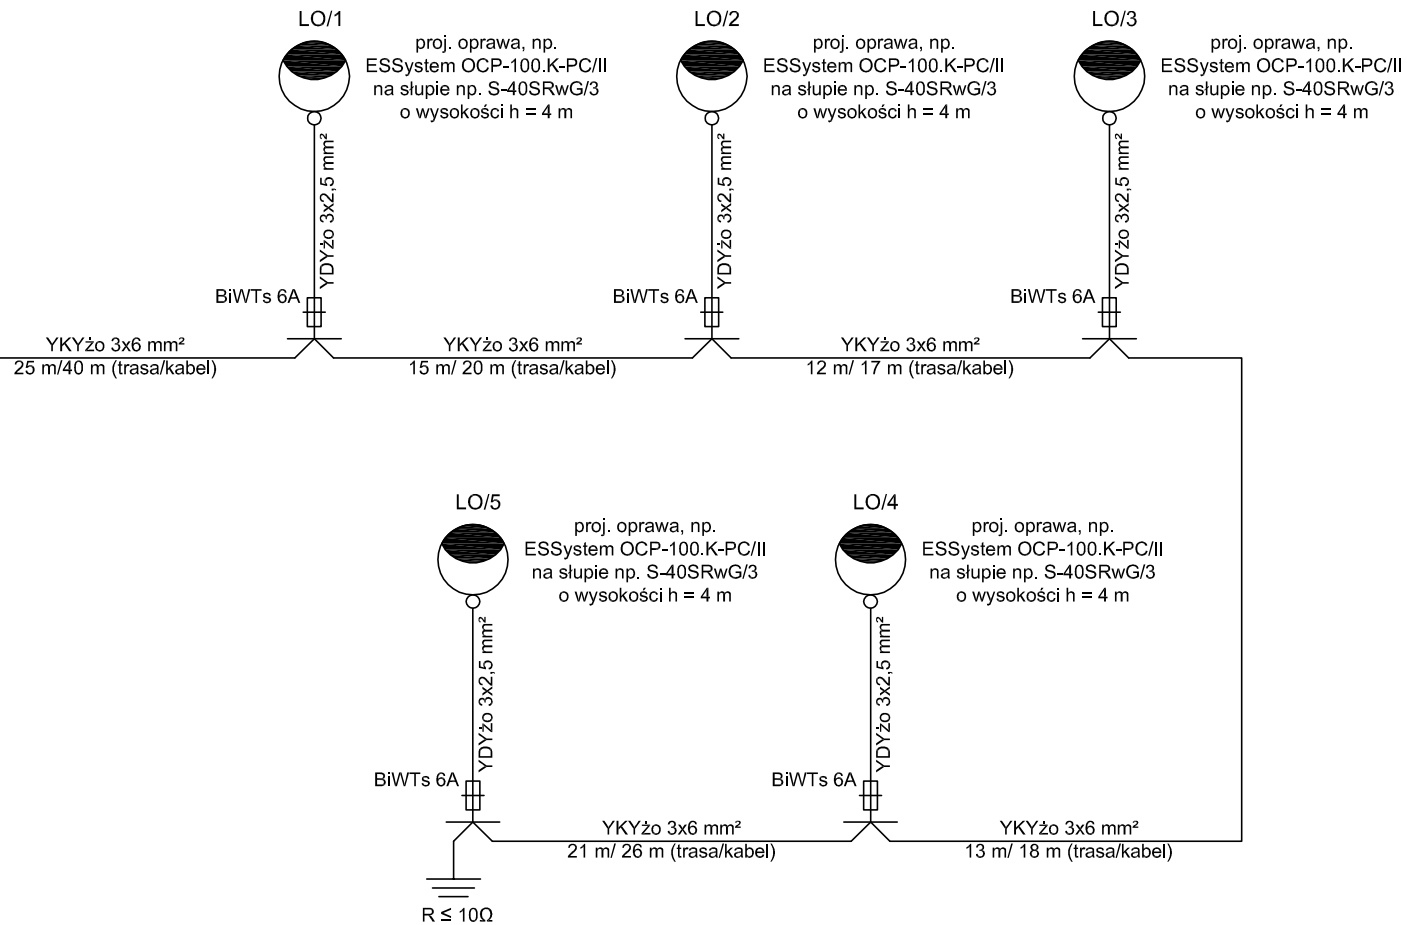 LO/1
proj. oprawa, np.
ESSystem OCP-100.K-PC/II
na słupie np. S-40SRwG/3
o wysokości h = 4 m
YDYżo 3x2,5 mm²
BiWTs 6A
LO/2
proj. oprawa, np.
ESSystem OCP-100.K-PC/II
na słupie np. S-40SRwG/3
o wysokości h = 4 m
YDYżo 3x2,5 mm²
BiWTs 6A
LO/3
proj. oprawa, np.
ESSystem OCP-100.K-PC/II
na słupie np. S-40SRwG/3
o wysokości h = 4 m
YDYżo 3x2,5 mm²
BiWTs 6A
YKYżo 3x6 mm²
25 m/40 m (trasa/kabel)
YKYżo 3x6 mm²
15 m/ 20 m (trasa/kabel)
YKYżo 3x6 mm²
12 m/ 17 m (trasa/kabel)
LO/5
proj. oprawa, np.
ESSystem OCP-100.K-PC/II
na słupie np. S-40SRwG/3
o wysokości h = 4 m
YDYżo 3x2,5 mm²
BiWTs 6A
LO/4
proj. oprawa, np.
ESSystem OCP-100.K-PC/II
na słupie np. S-40SRwG/3
o wysokości h = 4 m
YDYżo 3x2,5 mm²
BiWTs 6A
YKYżo 3x6 mm²
21 m/ 26 m (trasa/kabel)
YKYżo 3x6 mm²
13 m/ 18 m (trasa/kabel)
R ≤ 10Ω